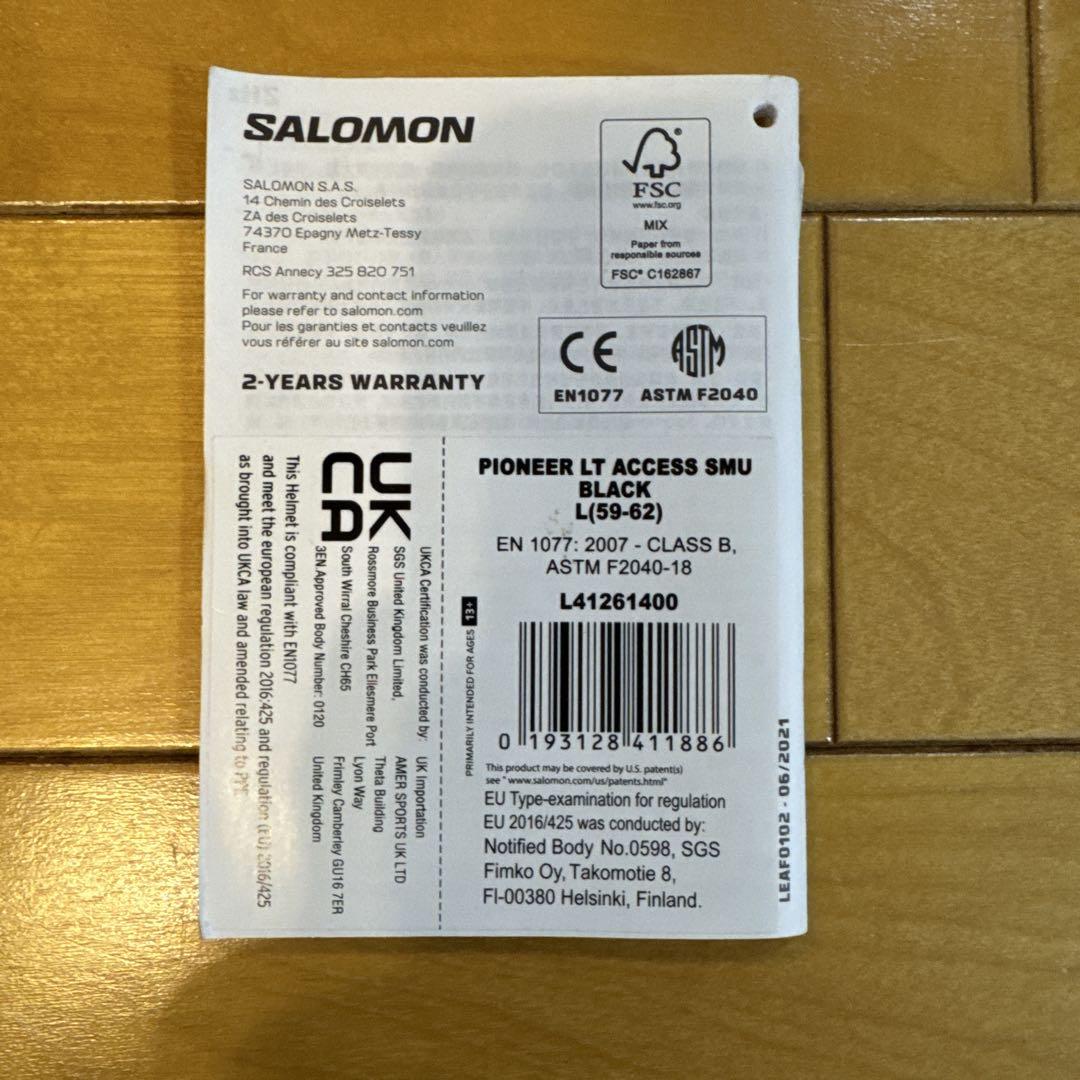 SALOMON
SALOMON S.A.S.
14 Chemin des Croiselets
ZA des Croiselets
74370 Epagny Metz-Tessy
France
RCS Annecy 325 820 751
For warranty and contact information
please refer to salomon.com
Pour les garanties et contacts veuillez
vous référer au site salomon.com
2-YEARS WARRANTY
FSC®
www.fsc.org
MIX
Paper from
responsible sources
FSC® C162867
CE ASTM
EN1077 ASTM F2040
This Helmet is compliant with EN1077
and meet the european regulation 2016:425 and regulation (EU) 2016/425
as brought into UKCA law and amended relating to PPE
UK
CA
UKCA Certification was conducted by:
SGS United Kingdom Limited,
Rossmore Business Park Ellesmere Port
South Wirral Cheshire CH65
3EN Approved Body Number: 0120
UK Importation
AMER SPORTS UK LTD
Theta Building
Lyon Way
Frimley Camberley GU16 7ER
United Kingdom
PIONEER LT ACCESS SMU
BLACK
L(59-62)
EN 1077: 2007 - CLASS B,
ASTM F2040-18
L41261400
PRIMARILY INTENDED FOR AGES 13+
0 193128 411886
This product may be covered by U.S. patent(s)
see "www.salomon.com/us/patents.html"
EU Type-examination for regulation
EU 2016/425 was conducted by:
Notified Body No.0598, SGS
Fimko Oy, Takomotie 8,
FI-00380 Helsinki, Finland.
LEAF0102 - 06/2021